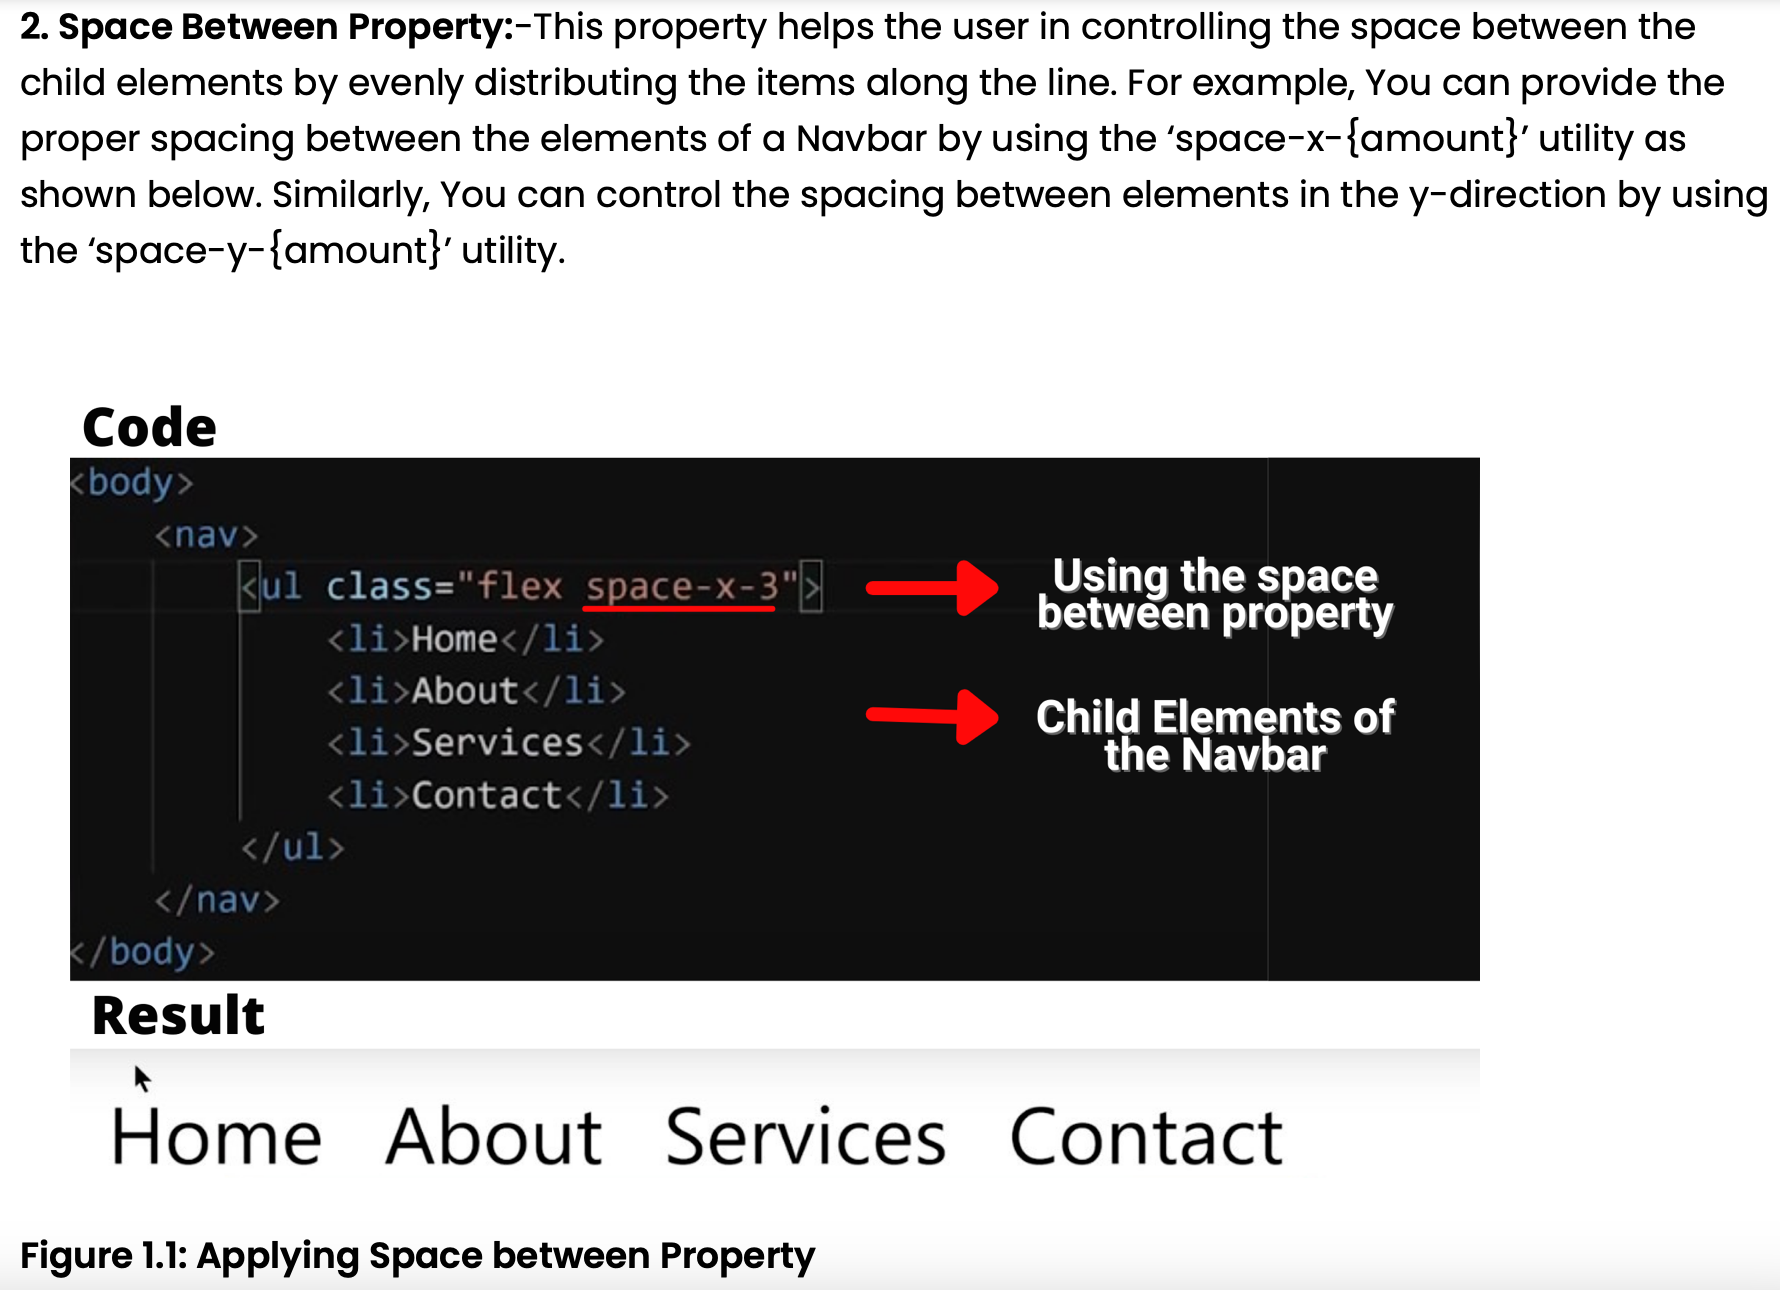 2. Space Between Property:-This property helps the user in controlling the space between the
child elements by evenly distributing the items along the line. For example, You can provide the
proper spacing between the elements of a Navbar by using the ‘space-x-{amount}’ utility as
shown below. Similarly, You can control the spacing between elements in the y-direction by using
the ‘space-y-{amount}’ utility.
Code
<body>
<nav>
<ul class="flex space-x-3">
Using the space
between property
<li>Home</li>
<li>About</li>
<li>Services</li>
<li>Contact</li>
Child Elements of
the Navbar
</ul>
</nav>
</body>
Result
Home About Services Contact
Figure 1.1: Applying Space between Property